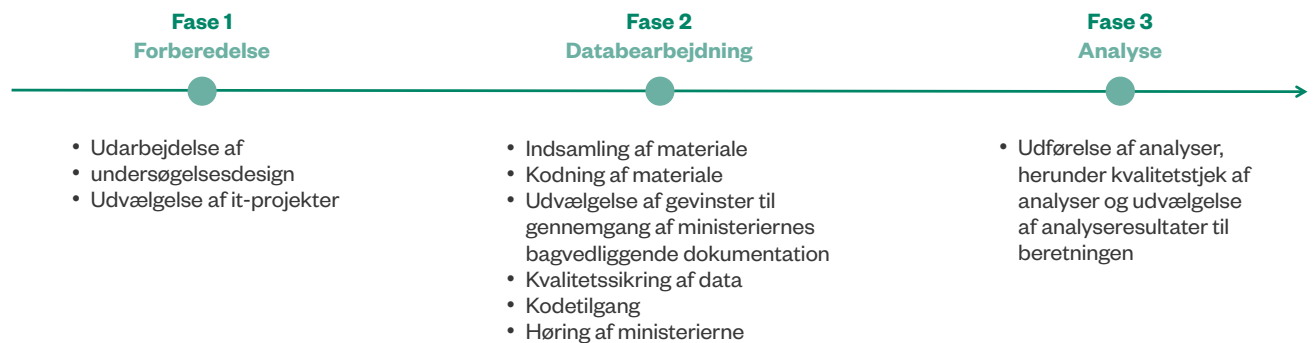 Fase 1
Forberedelse
• Udarbejdelse af
• undersøgelsesdesign
• Udvælgelse af it-projekter
Fase 2
Databearbejdning
• Indsamling af materiale
• Kodning af materiale
• Udvælgelse af gevinster til
gennemgang af ministeriernes
bagvedliggende dokumentation
• Kvalitetssikring af data
• Kodetilgang
• Høring af ministerierne
Fase 3
Analyse
• Udførelse af analyser,
herunder kvalitetstjek af
analyser og udvælgelse
af analyseresultater til
beretningen